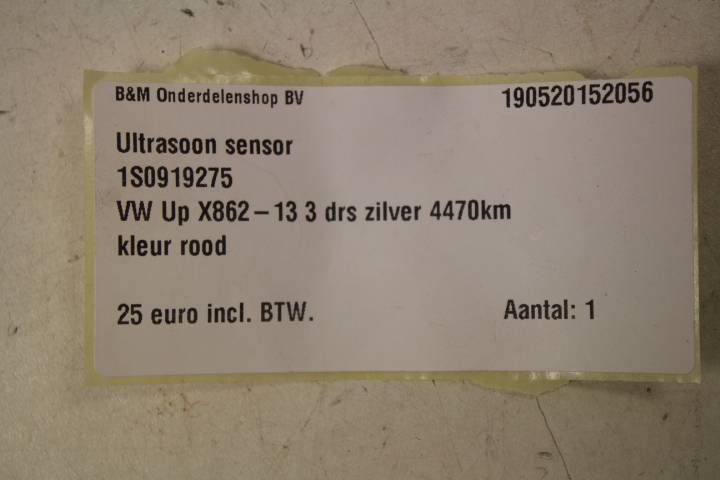 B&M Onderdelenshop BV 190520152056
Ultrasoon sensor
1S0919275
VW Up X862-13 3 drs zilver 4470km
kleur rood
25 euro incl. BTW. Aantal: 1